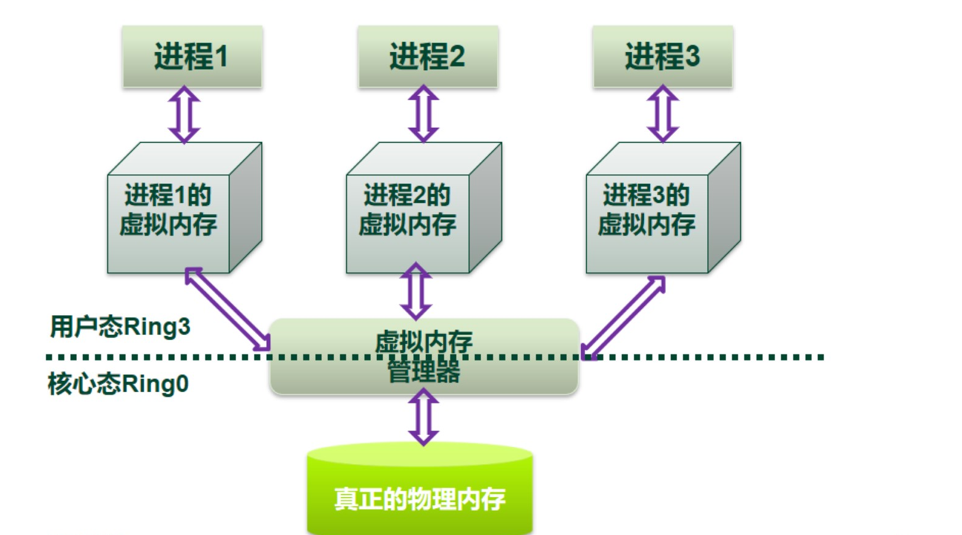 进程1
进程2
进程3
进程1的
虚拟内存
进程2的
虚拟内存
进程3的
虚拟内存
用户态Ring3
虚拟内存
管理器
核心态Ring0
真正的物理内存